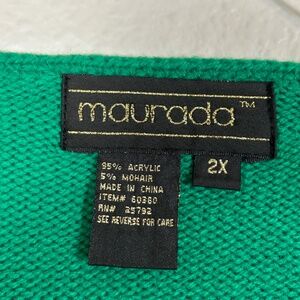 maurada™
2X
95% ACRYLIC
5% MOHAIR
MADE IN CHINA
ITEM# 60360
RN# 25792
SEE REVERSE FOR CARE